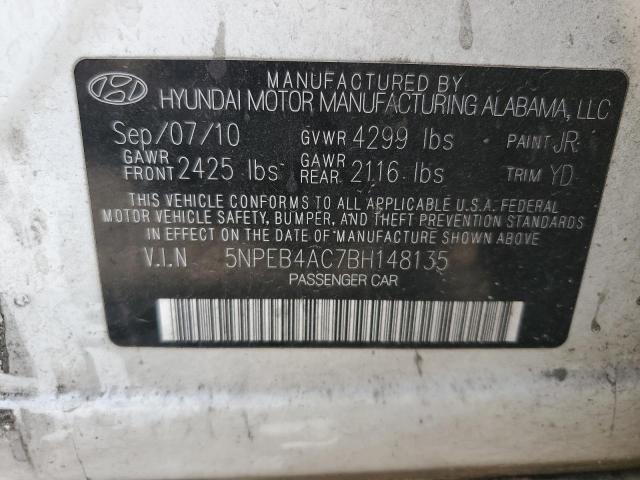 MANUFACTURED BY
HYUNDAI MOTOR MANUFACTURING ALABAMA, LLC
Sep/07/10 GVWR 4299 lbs PAINT JR
GAWR FRONT 2425 lbs GAWR REAR 2116 lbs TRIM YD
THIS VEHICLE CONFORMS TO ALL APPLICABLE U.S.A. FEDERAL
MOTOR VEHICLE SAFETY, BUMPER, AND THEFT PREVENTION STANDARDS
IN EFFECT ON THE DATE OF MANUFACTURE SHOWN ABOVE.
V.I.N 5NPEB4AC7BH148135
PASSENGER CAR